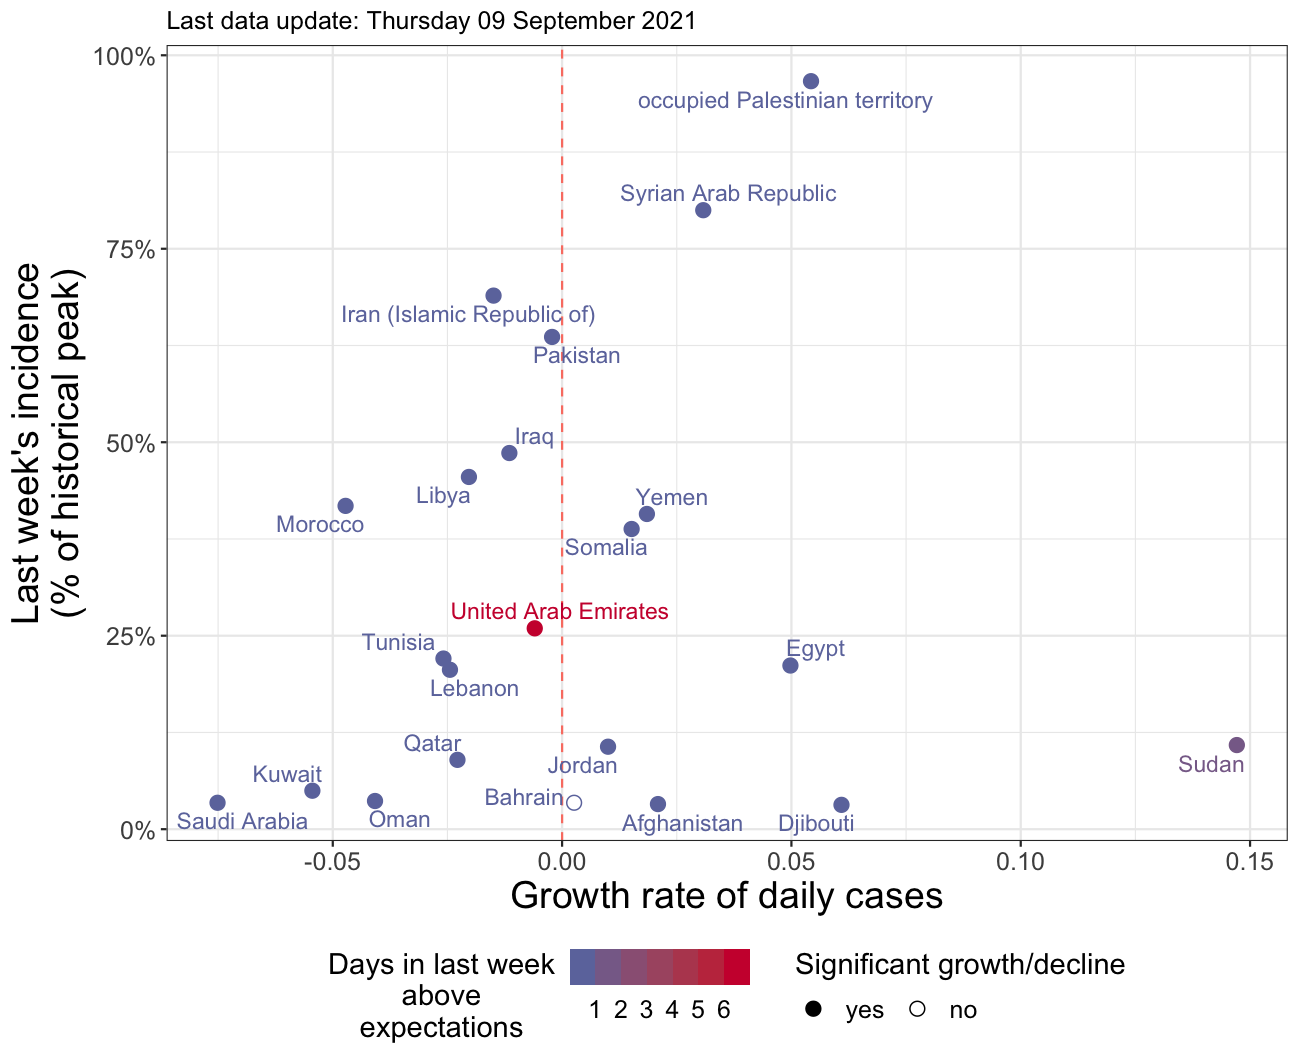 Last data update: Thursday 09 September 2021
100%
occupied Palestinian territory
Syrian Arab Republic
75%
Iran (Islamic Republic of)
Pakistan
Iraq
50%
Libya
Yemen
Morocco
Somalia
United Arab Emirates
25%
Tunisia
Egypt
Lebanon
Qatar
Jordan
Sudan
Kuwait
Bahrain
Saudi Arabia
Oman
Afghanistan
Djibouti
0%
Last week's incidence
(% of historical peak)
-0.05 0.00 0.05 0.10 0.15
Growth rate of daily cases
Days in last week
above
expectations
1 2 3 4 5 6
Significant growth/decline
yes no